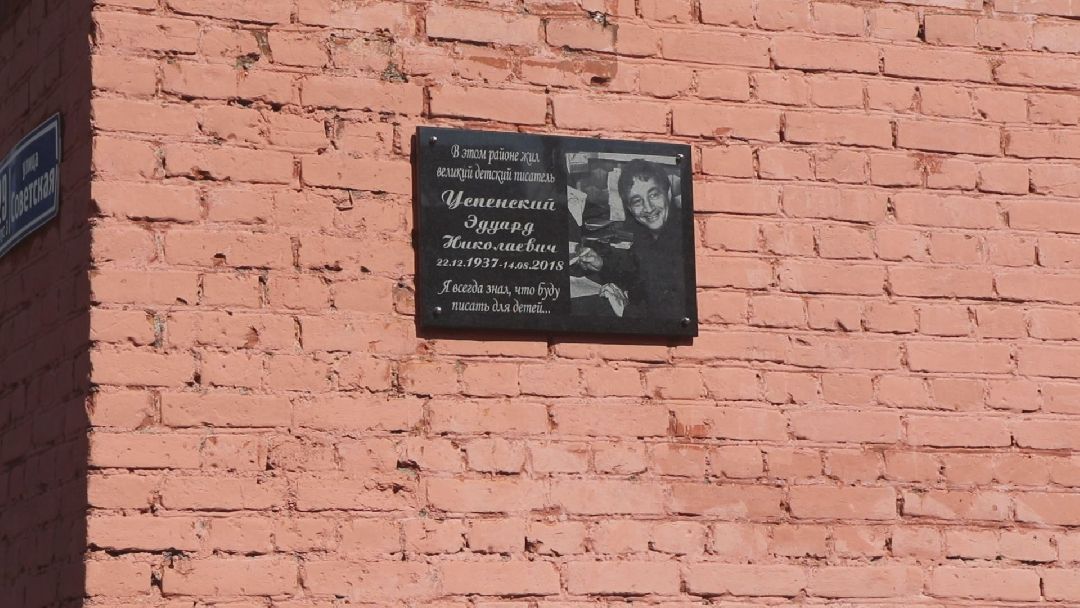 улица
Советская
В этом районе жил
великий детский писатель
Успенский
Эдуард
Николаевич
22.12.1937-14.08.2018
Я всегда знал, что буду
писать для детей...